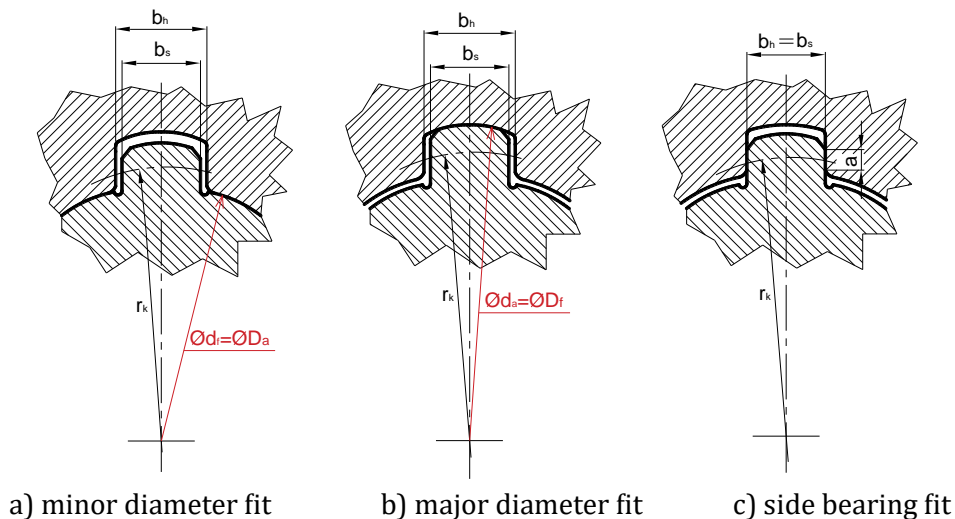 bh
bs
rk
Ødf=ØDa
a) minor diameter fit
bh
bs
rk
Øda=ØDf
b) major diameter fit
bh=bs
a
rk
c) side bearing fit